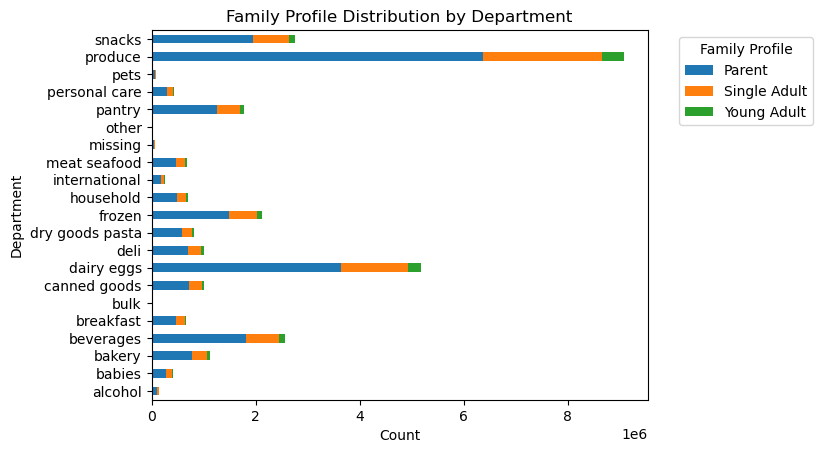 Family Profile Distribution by Department
snacks
produce
pets
personal care
pantry
other
missing
meat seafood
international
household
frozen
dry goods pasta
deli
dairy eggs
canned goods
bulk
breakfast
beverages
bakery
babies
alcohol
Department
0 2 4 6 8
1e6
Count
Family Profile
Parent
Single Adult
Young Adult